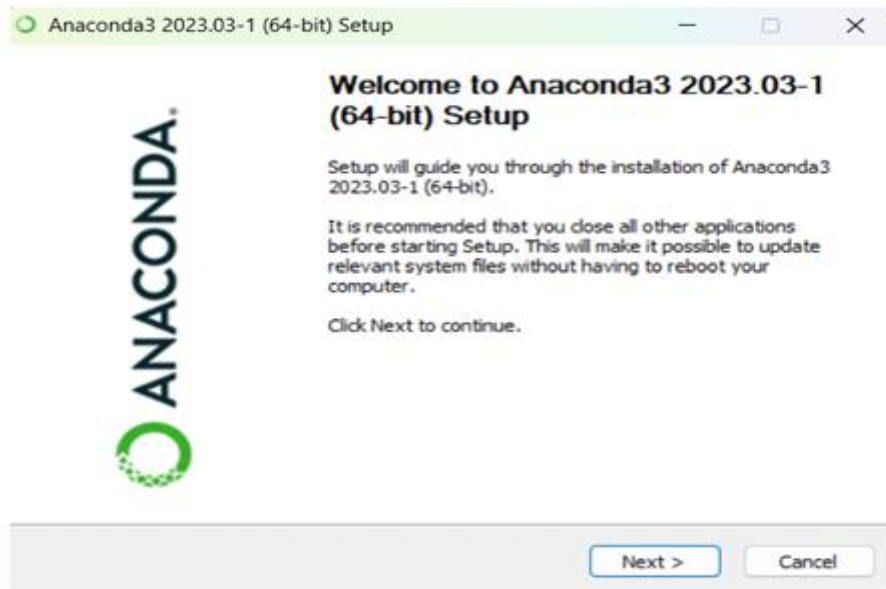 Anaconda3 2023.03-1 (64-bit) Setup
ANACONDA.
Welcome to Anaconda3 2023.03-1
(64-bit) Setup
Setup will guide you through the installation of Anaconda3
2023.03-1 (64-bit).
It is recommended that you close all other applications
before starting Setup. This will make it possible to update
relevant system files without having to reboot your
computer.
Click Next to continue.
Next >
Cancel